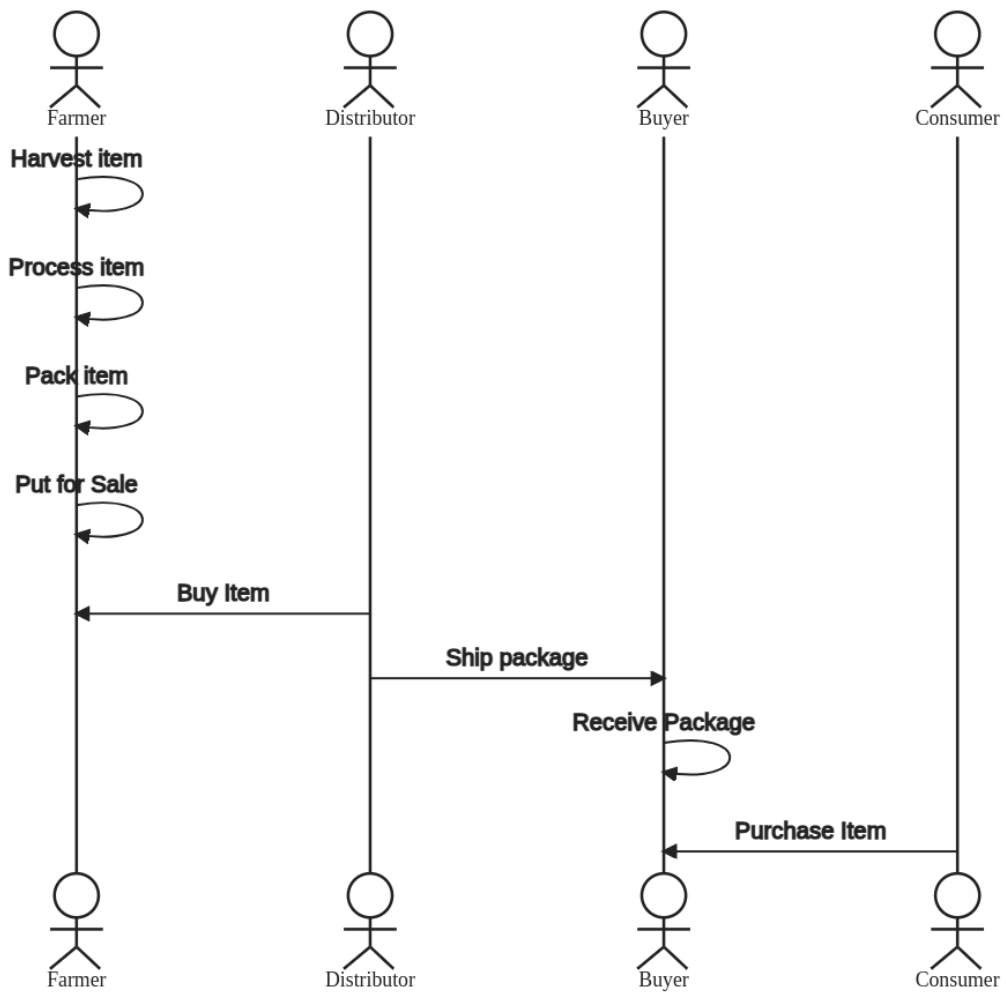 Farmer
Distributor
Buyer
Consumer
Harvest item
Process item
Pack item
Put for Sale
Buy Item
Ship package
Receive Package
Purchase Item
Farmer
Distributor
Buyer
Consumer